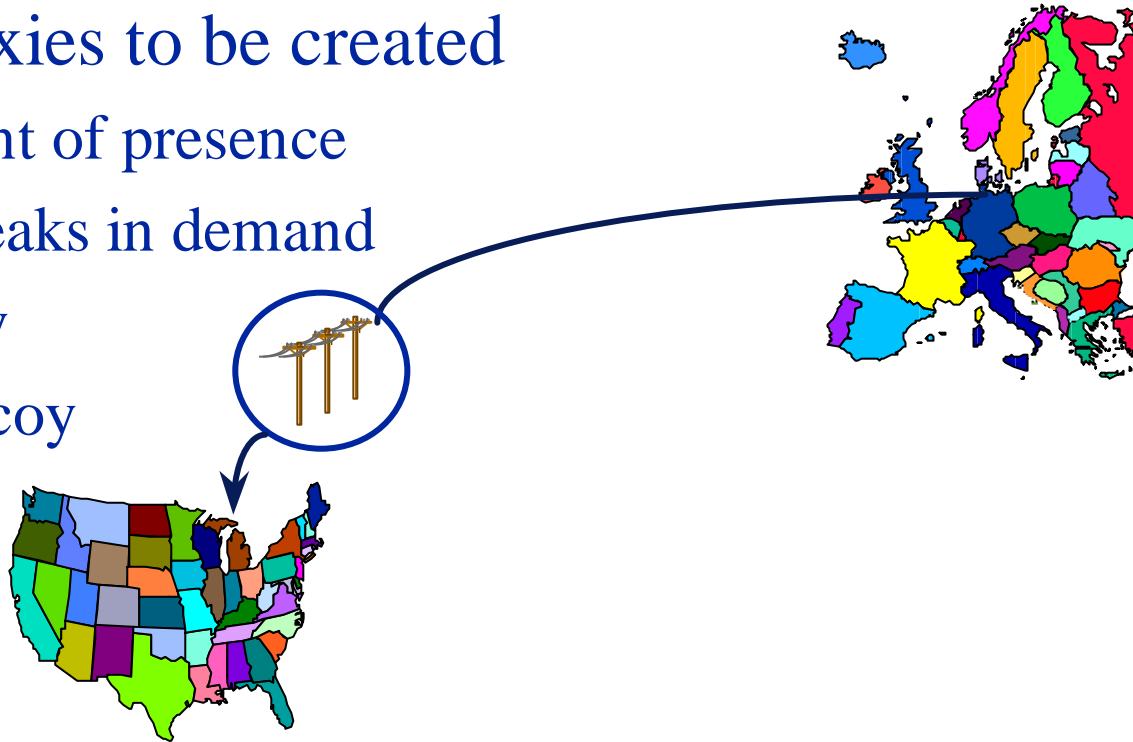 xies to be created
nt of presence
eaks in demand
y
coy